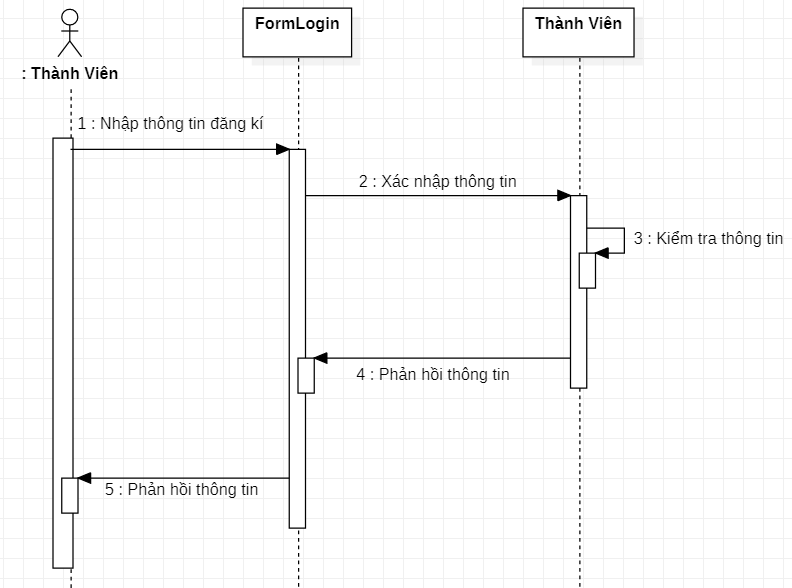 FormLogin
Thành Viên
: Thành Viên
1 : Nhập thông tin đăng kí
2 : Xác nhập thông tin
3 : Kiểm tra thông tin
4 : Phản hồi thông tin
5 : Phản hồi thông tin